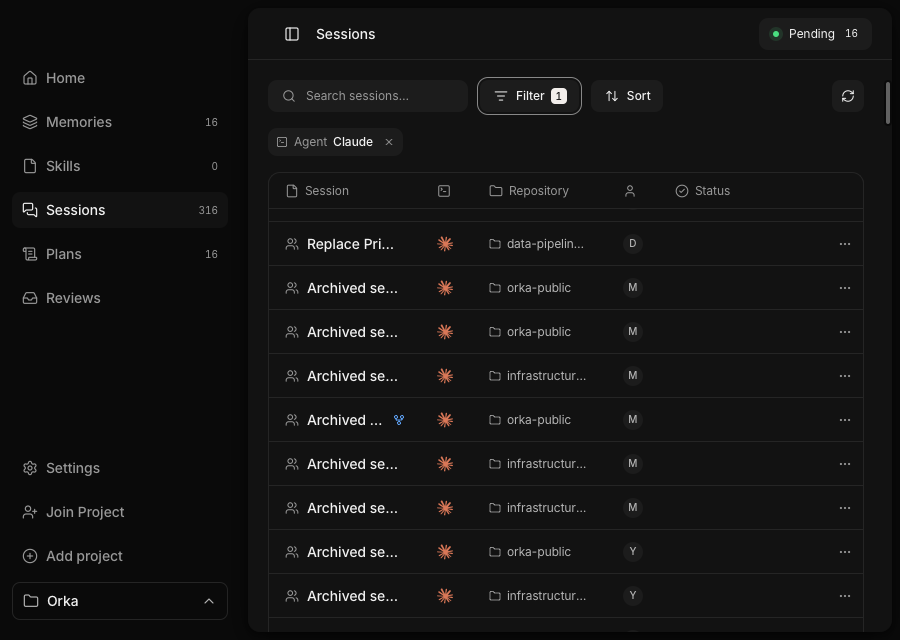 Home
Memories 16
Skills 0
Sessions 316
Plans 16
Reviews
Settings
Join Project
Add project
Orka
Sessions
Pending 16
Search sessions...
Filter 1
Sort
Agent Claude
Session Repository Status
Replace Pri... data-pipelin... D
Archived se... orka-public M
Archived se... orka-public M
Archived se... infrastructur... M
Archived ... orka-public M
Archived se... infrastructur... M
Archived se... infrastructur... M
Archived se... orka-public Y
Archived se... infrastructur... Y